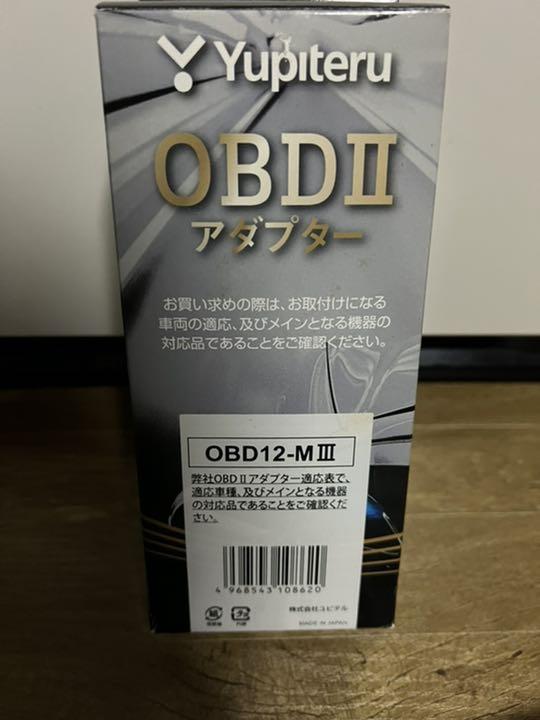 Yupiteru
OBDⅡ
アダプター
お買い求めの際は、お取付けになる
車両の適応、及びメインとなる機器の
対応品であることをご確認ください。
OBD12-MⅢ
弊社OBDⅡアダプター適応表で、
適応車種、及びメインとなる機器
の対応品であることをご確認くだ
さい。
4 968543 108620
株式会社ユピテル
MADE IN JAPAN